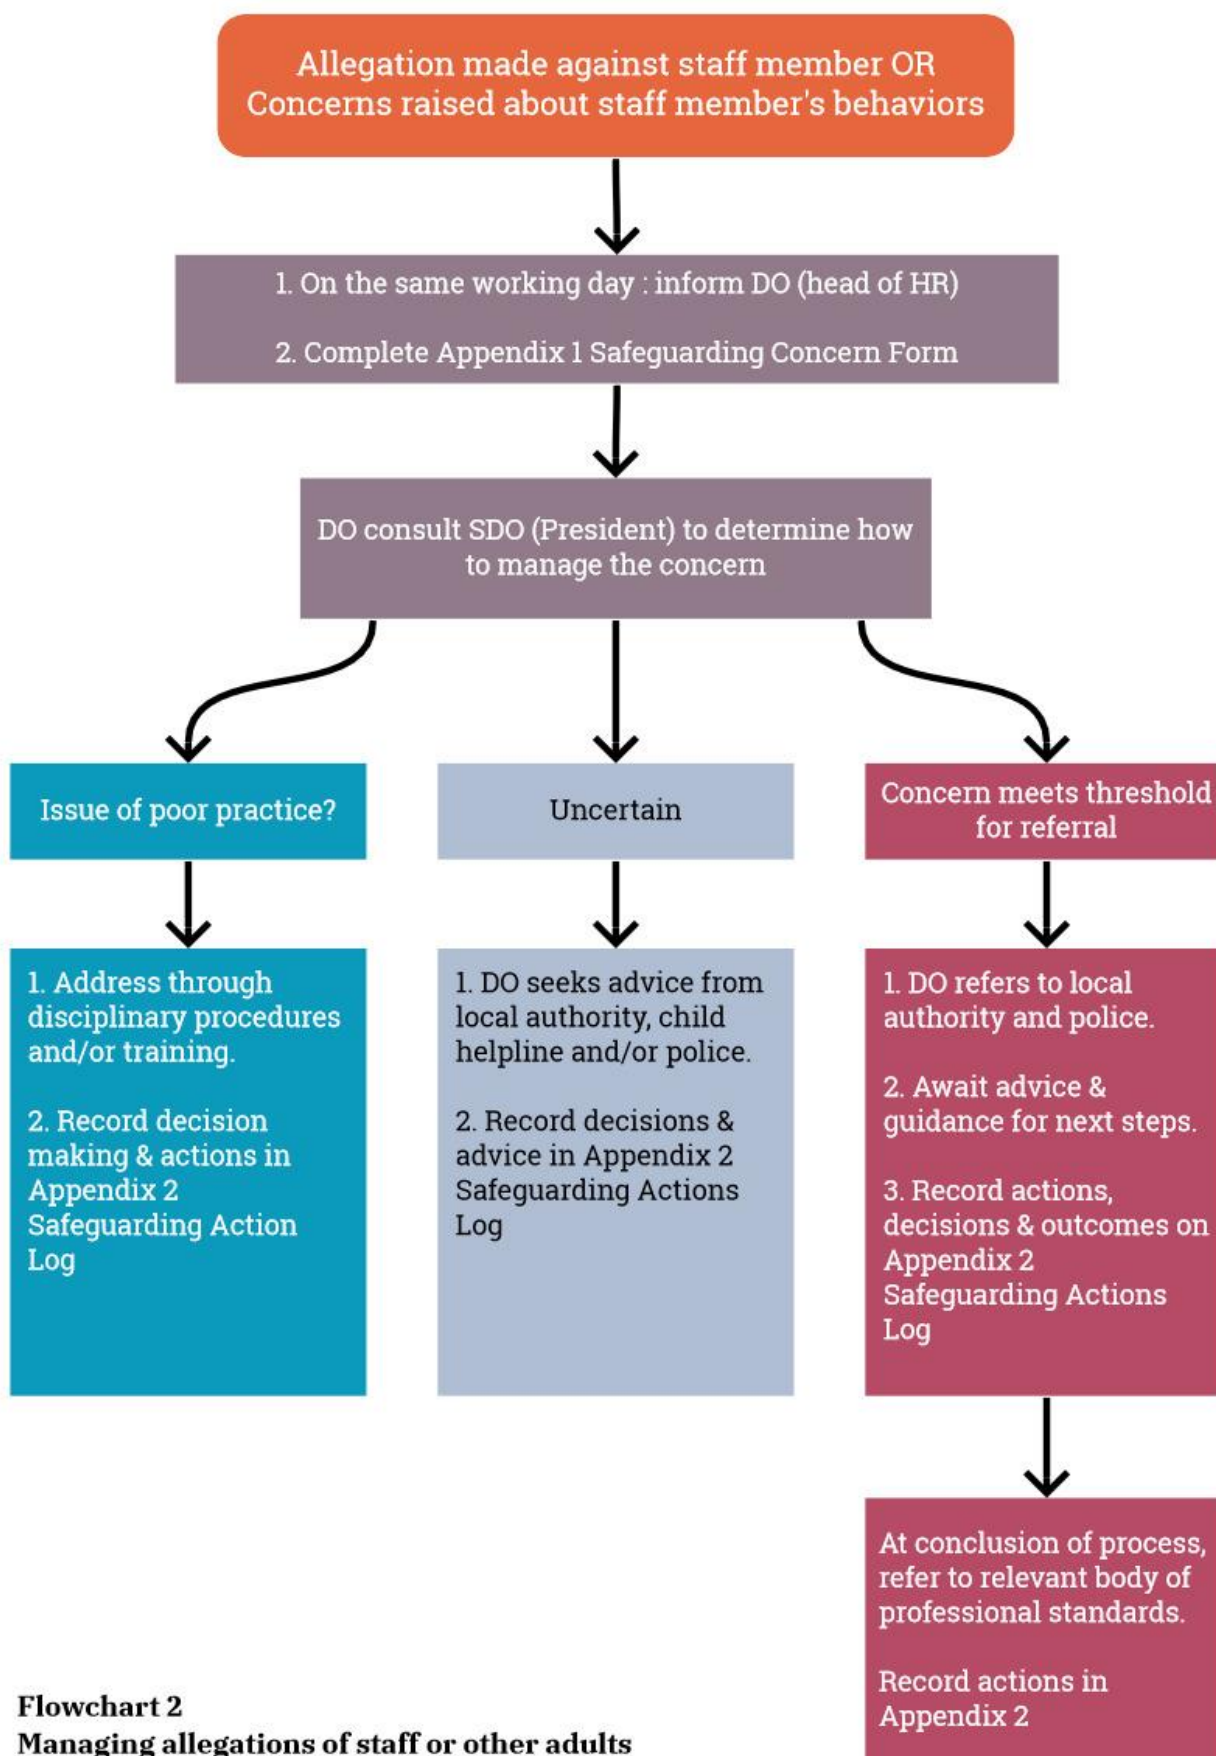 Allegation made against staff member OR
Concerns raised about staff member's behaviors
1. On the same working day : inform DO (head of HR)
2. Complete Appendix 1 Safeguarding Concern Form
DO consult SDO (President) to determine how
to manage the concern
Issue of poor practice?
1. Address through
disciplinary procedures
and/or training.
2. Record decision
making & actions in
Appendix 2
Safeguarding Action
Log
Uncertain
1. DO seeks advice from
local authority, child
helpline and/or police.
2. Record decisions &
advice in Appendix 2
Safeguarding Actions
Log
Concern meets threshold
for referral
1. DO refers to local
authority and police.
2. Await advice &
guidance for next steps.
3. Record actions,
decisions & outcomes on
Appendix 2
Safeguarding Actions
Log
At conclusion of process,
refer to relevant body of
professional standards.
Record actions in
Appendix 2
Flowchart 2
Managing allegations of staff or other adults